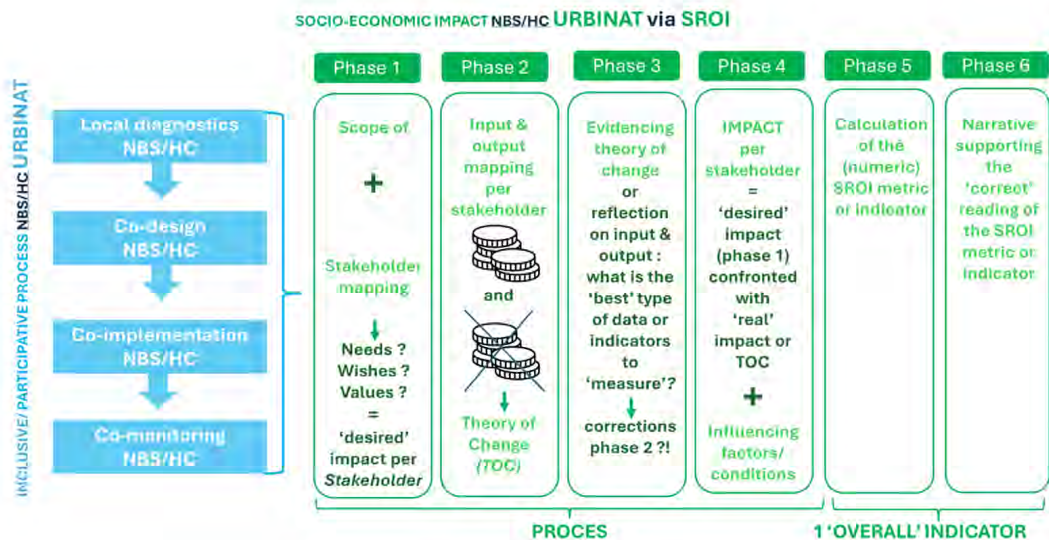 SOCIO-ECONOMIC IMPACT NBS/HC URBINAT via SROI
INCLUSIVE/ PARTICIPATIVE PROCESS NBS/HC URBINAT
Local diagnostics
NBS/HC
Co-design
NBS/HC
Co-implementation
NBS/HC
Co-monitoring
NBS/HC
Phase 1
Scope of
+
Stakeholder
mapping
Needs ?
Wishes ?
Values ?
=
‘desired’
impact per
Stakeholder
Phase 2
Input &
output
mapping
per
stakeholder
and
Theory of
Change
(TOC)
Phase 3
Evidencing
theory of
change
or
reflection
on input &
output :
what is the
‘best’ type
of data or
indicators
to
‘measure’?
corrections
phase 2 ?!
Phase 4
IMPACT
per
stakeholder
=
‘desired’
impact
(phase 1)
confronted
with
‘real’
impact or
TOC
+
Influencing
factors/
conditions
Phase 5
Calculation
of the
(numeric)
SROI metric
or indicator
Phase 6
Narrative
supporting
the
‘correct’
reading of
the SROI
metric or
indicator
PROCES
1 ‘OVERALL’ INDICATOR